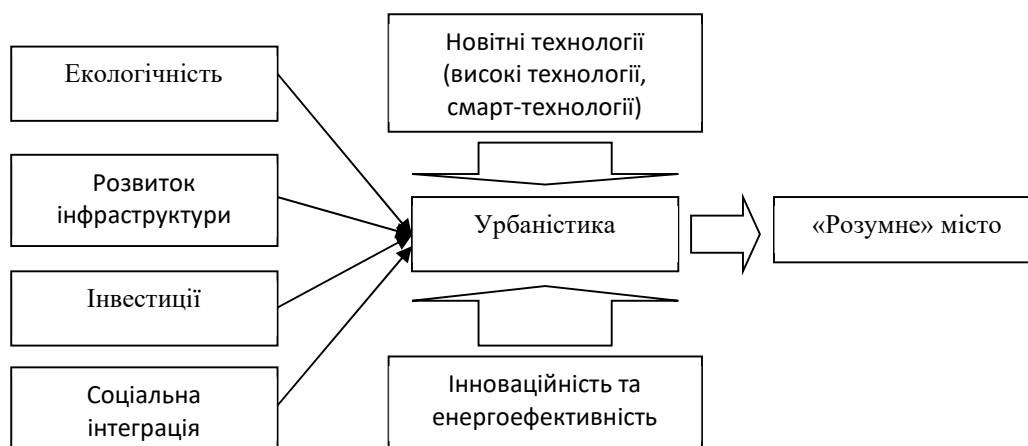 Екологічність
Розвиток
інфраструктури
Інвестиції
Соціальна
інтеграція
Новітні технології
(високі технології,
смарт-технології)
Урбаністика
Інноваційність та
енергоефективність
«Розумне» місто